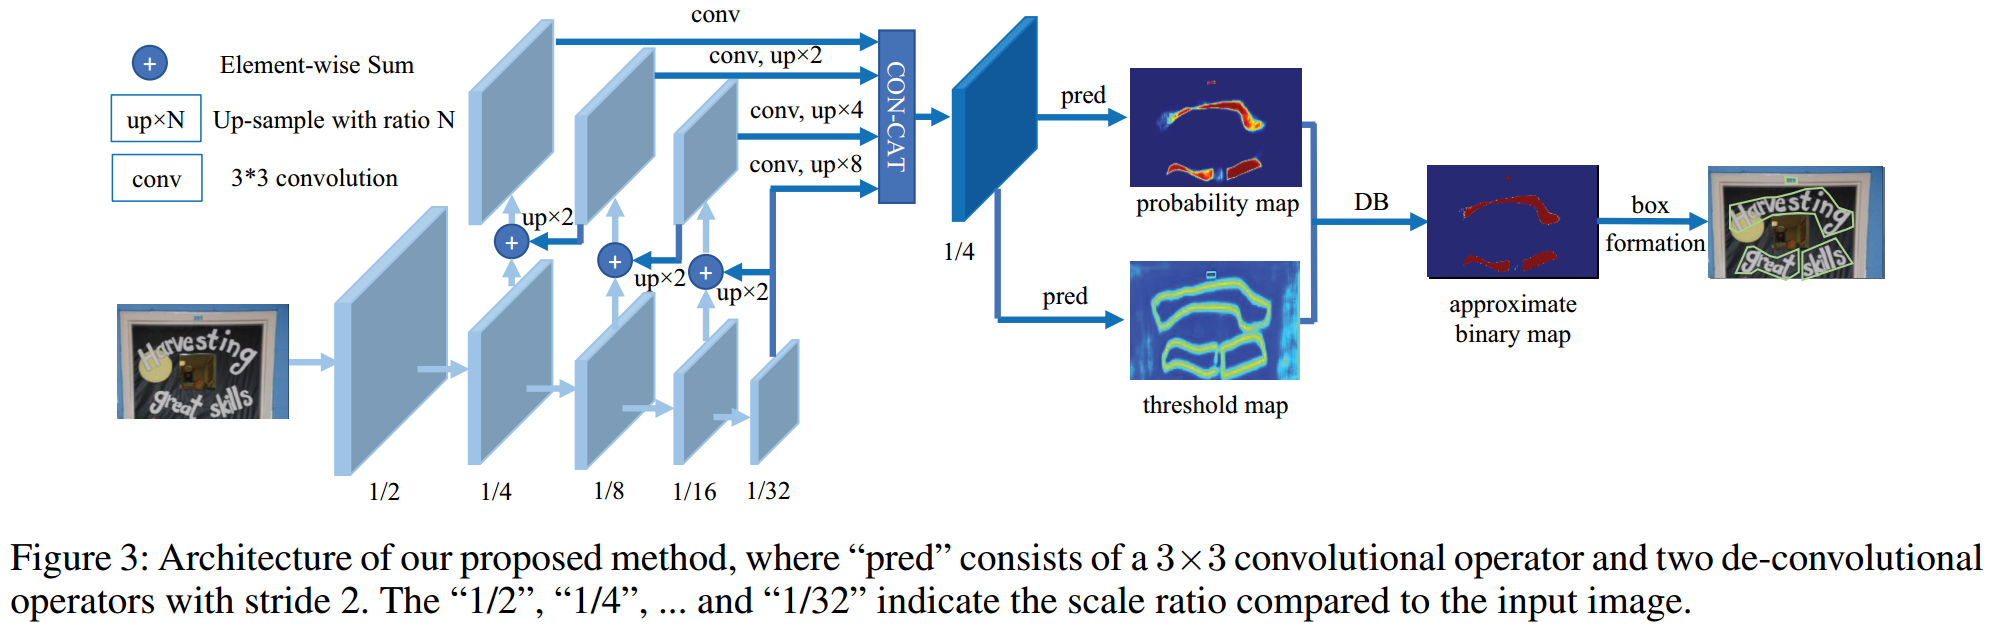 conv
conv, up×2
Element-wise Sum
up×N
Up-sample with ratio N
conv
3*3 convolution
conv, up×4
conv, up×8
CON-CAT
pred
probability map
up×2
up×2
up×2
1/4
pred
threshold map
DB
approximate
binary map
box
formation
Harvesting
great skills
Harvesting
great skills
1/2
1/4
1/8
1/16
1/32
Figure 3: Architecture of our proposed method, where “pred” consists of a 3×3 convolutional operator and two de-convolutional
operators with stride 2. The “1/2”, “1/4”, ... and “1/32” indicate the scale ratio compared to the input image.